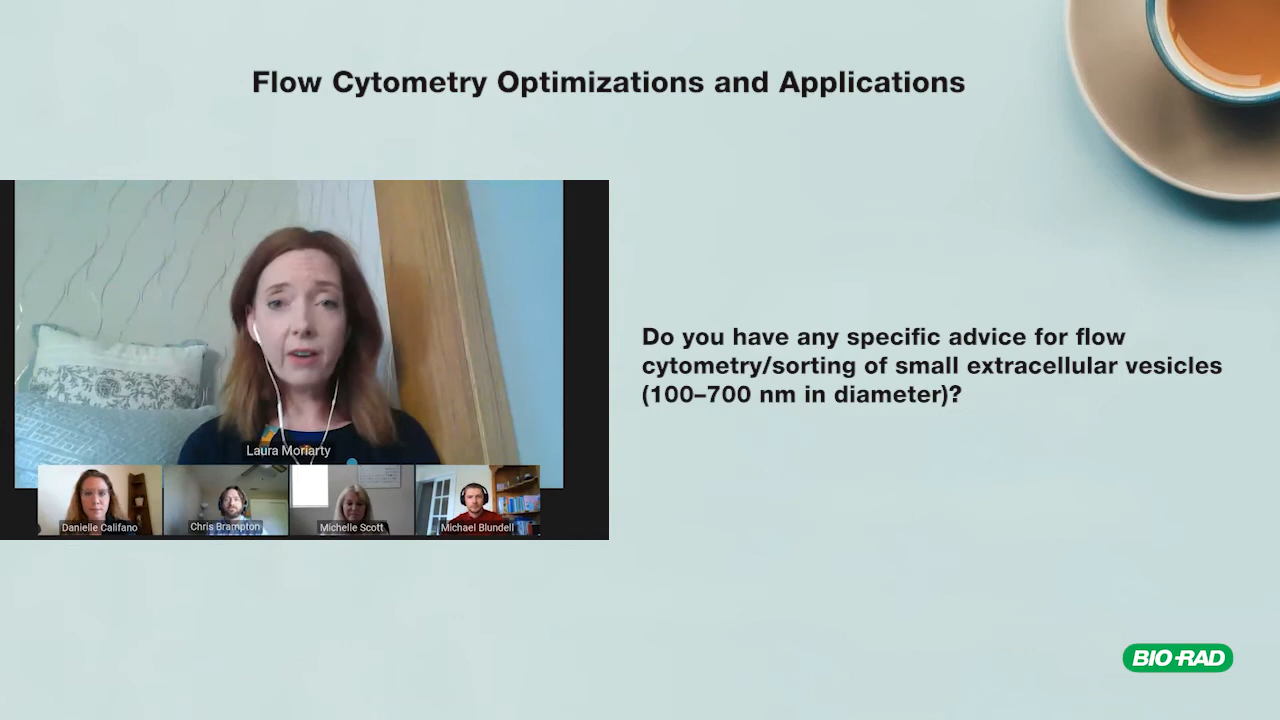 Flow Cytometry Optimizations and Applications
Do you have any specific advice for flow
cytometry/sorting of small extracellular vesicles
(100–700 nm in diameter)?
Laura Moriarty
Danielle Califano
Chris Brampton
Michelle Scott
Michael Blundell
BIO-RAD